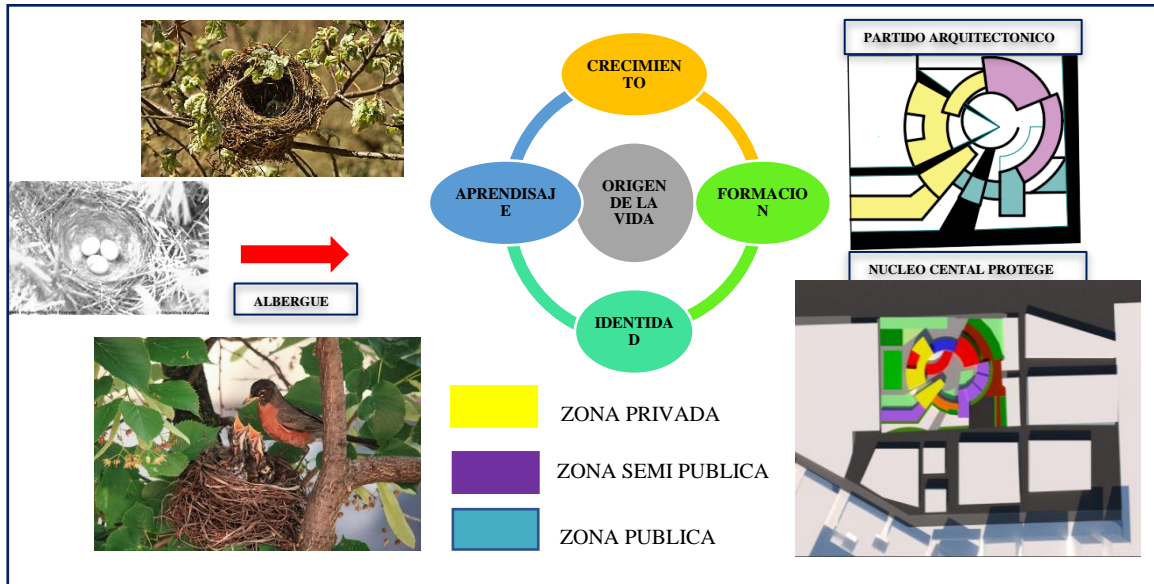 PARTIDO ARQUITECTONICO
CRECIMIEN
TO
APRENDISAJ
E
ORIGEN
DE LA
VIDA
FORMACIO
N
ALBERGUE
NUCLEO CENTAL PROTEGE
IDENTIDA
D
ZONA PRIVADA
ZONA SEMI PUBLICA
ZONA PUBLICA